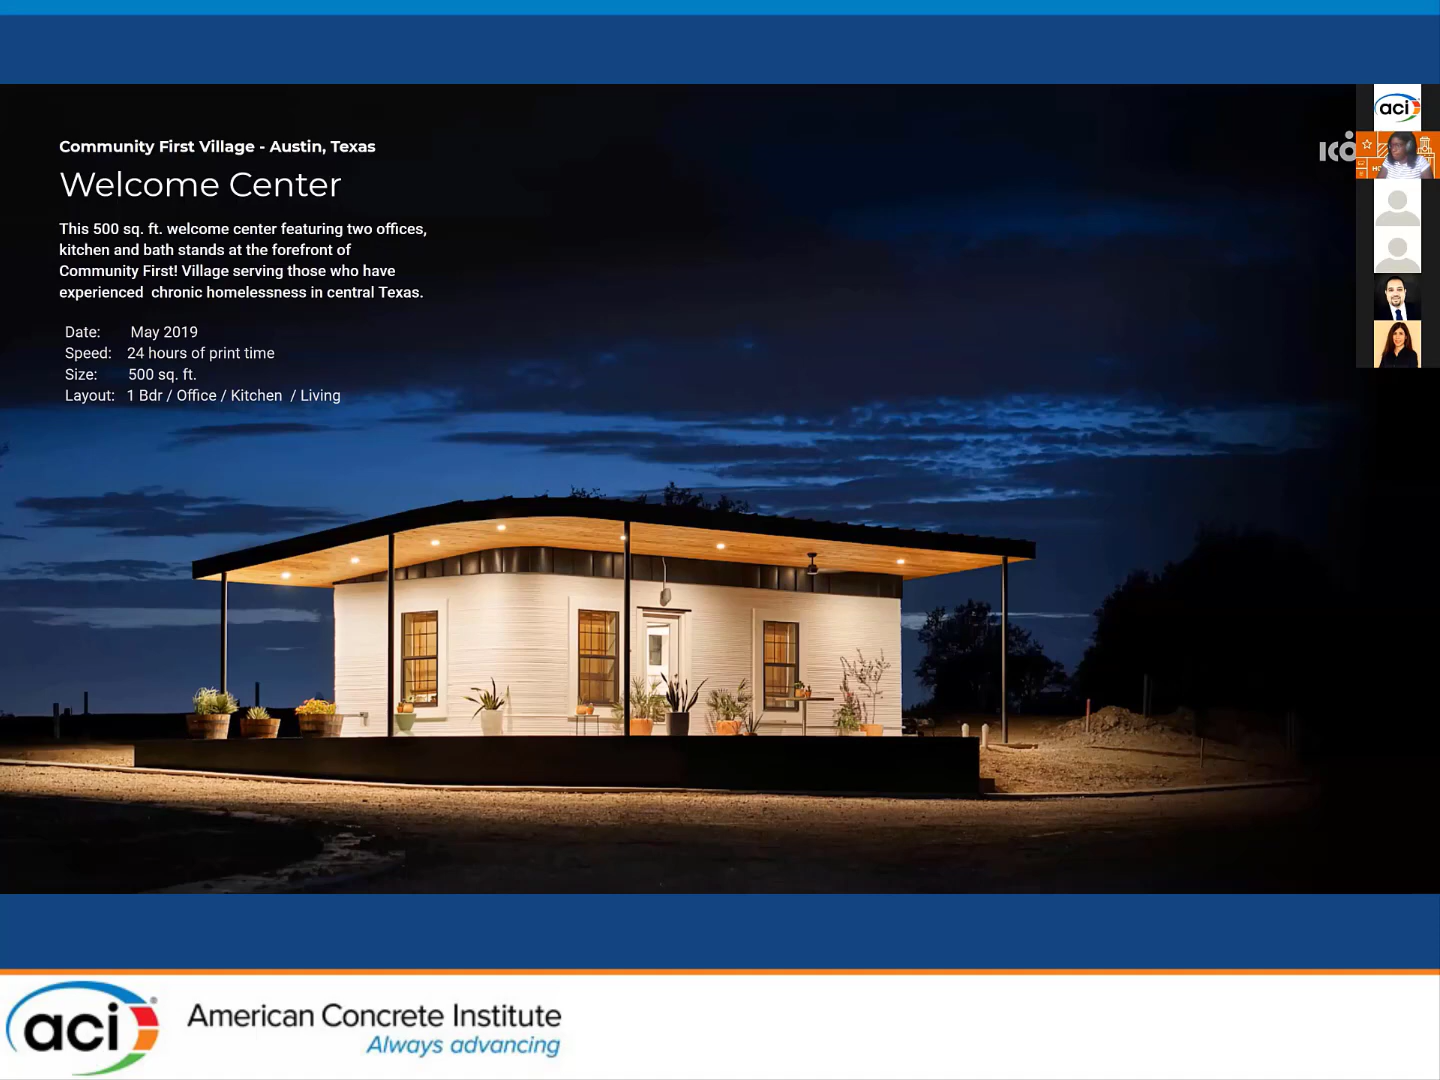 Community First Village - Austin, Texas
Welcome Center
This 500 sq. ft. welcome center featuring two offices,
kitchen and bath stands at the forefront of
Community First! Village serving those who have
experienced  chronic homelessness in central Texas.
Date: May 2019
Speed: 24 hours of print time
Size: 500 sq. ft.
Layout: 1 Bdr / Office / Kitchen  / Living
aci
aci
American Concrete Institute
Always advancing